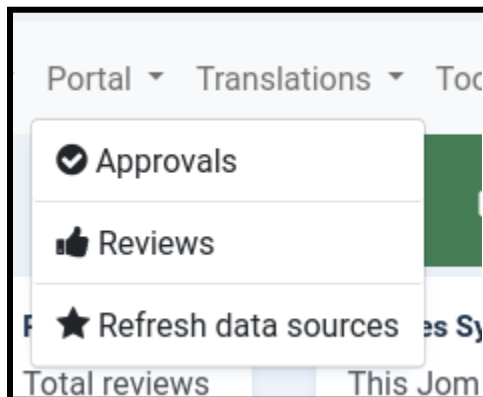 Portal Translations
Approvals
Reviews
Refresh data sources
Total reviews This Jom